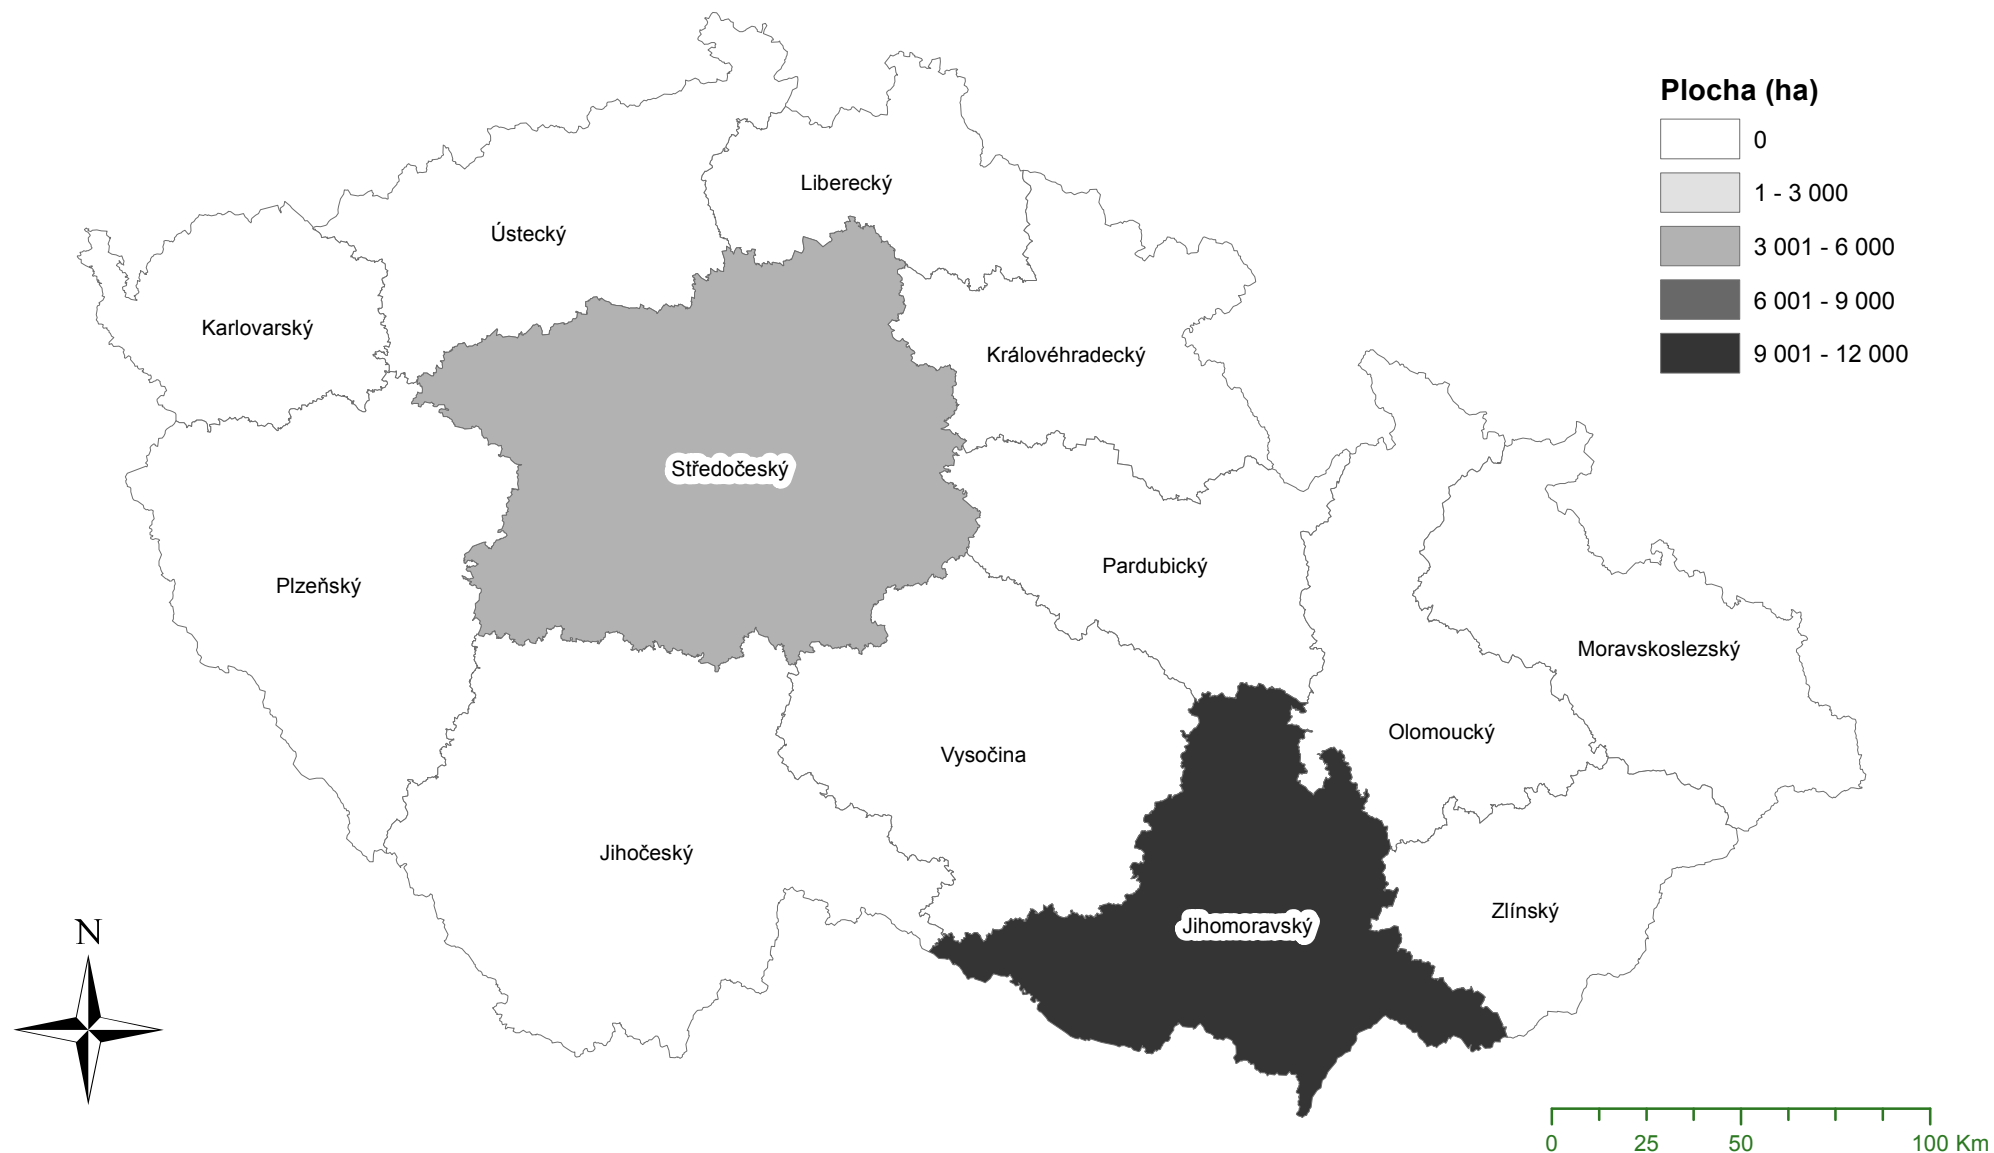 Plocha (ha)
0
1 - 3 000
3 001 - 6 000
6 001 - 9 000
9 001 - 12 000
Liberecký
Ústecký
Karlovarský
Královéhradecký
Středočeský
Pardubický
Plzeňský
Moravskoslezský
Olomoucký
Vysočina
Jihočeský
Zlínský
Jihomoravský
N
0 25 50 100 Km